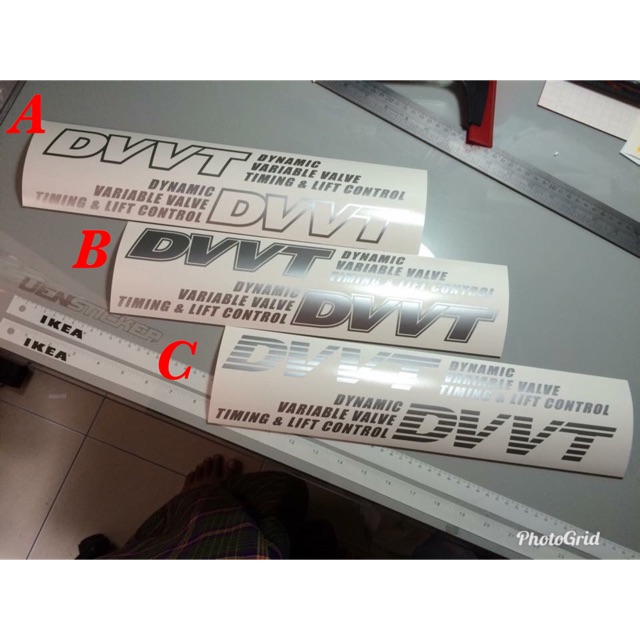 A
DVVT DYNAMIC
VARIABLE VALVE
TIMING & LIFT CONTROL
DYNAMIC
VARIABLE VALVE
TIMING & LIFT CONTROL DVVT
B
DVVT DYNAMIC
VARIABLE VALVE
TIMING & LIFT CONTROL
DYNAMIC
VARIABLE VALVE
TIMING & LIFT CONTROL DVVT
UENSTICKER
IKEA
IKEA
C
DVVT DYNAMIC
VARIABLE VALVE
TIMING & LIFT CONTROL
DYNAMIC
VARIABLE VALVE
TIMING & LIFT CONTROL DVVT
PhotoGrid